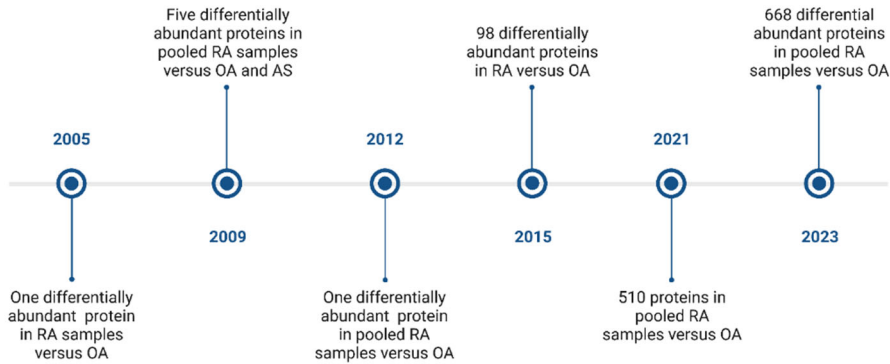 Five differentially
abundant proteins in
pooled RA samples
versus OA and AS
98 differentially
abundant proteins
in RA versus OA
668 differential
abundant proteins
in pooled RA
samples versus OA
2005
2012
2021
2009
2015
2023
One differentially
abundant protein
in RA samples
versus OA
One differentially
abundant protein
in pooled RA
samples versus OA
510 proteins in
pooled RA
samples versus OA